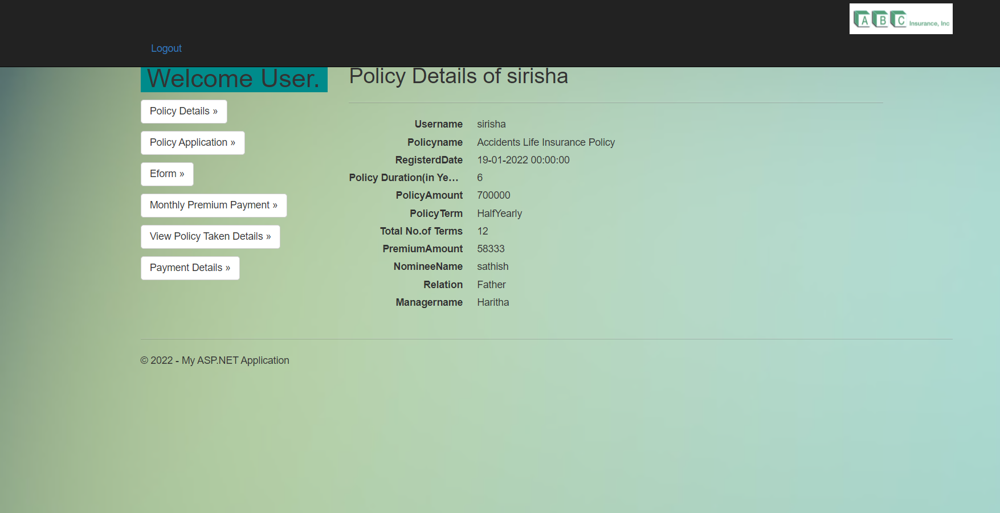 A B C Insurance, Inc
Logout
Welcome User.
Policy Details »
Policy Application »
Eform »
Monthly Premium Payment »
View Policy Taken Details »
Payment Details »
Policy Details of sirisha
Username sirisha
Policyname Accidents Life Insurance Policy
RegisterdDate 19-01-2022 00:00:00
Policy Duration(in Ye... 6
PolicyAmount 700000
PolicyTerm HalfYearly
Total No.of Terms 12
PremiumAmount 58333
NomineeName sathish
Relation Father
Managername Haritha
© 2022 - My ASP.NET Application